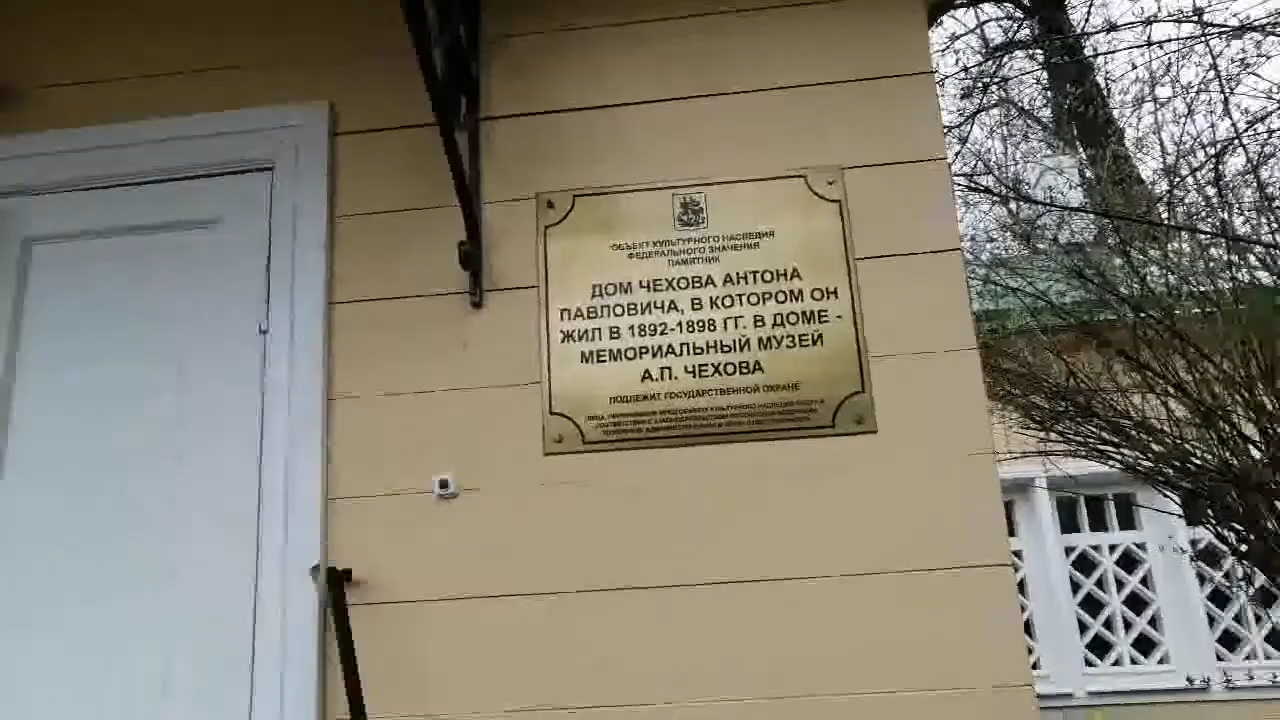 ОБЪЕКТ КУЛЬТУРНОГО НАСЛЕДИЯ
ФЕДЕРАЛЬНОГО ЗНАЧЕНИЯ
ПАМЯТНИК
ДОМ ЧЕХОВА АНТОНА
ПАВЛОВИЧА, В КОТОРОМ ОН
ЖИЛ В 1892-1898 ГГ. В ДОМЕ -
МЕМОРИАЛЬНЫЙ МУЗЕЙ
А.П. ЧЕХОВА
ПОДЛЕЖИТ ГОСУДАРСТВЕННОЙ ОХРАНЕ